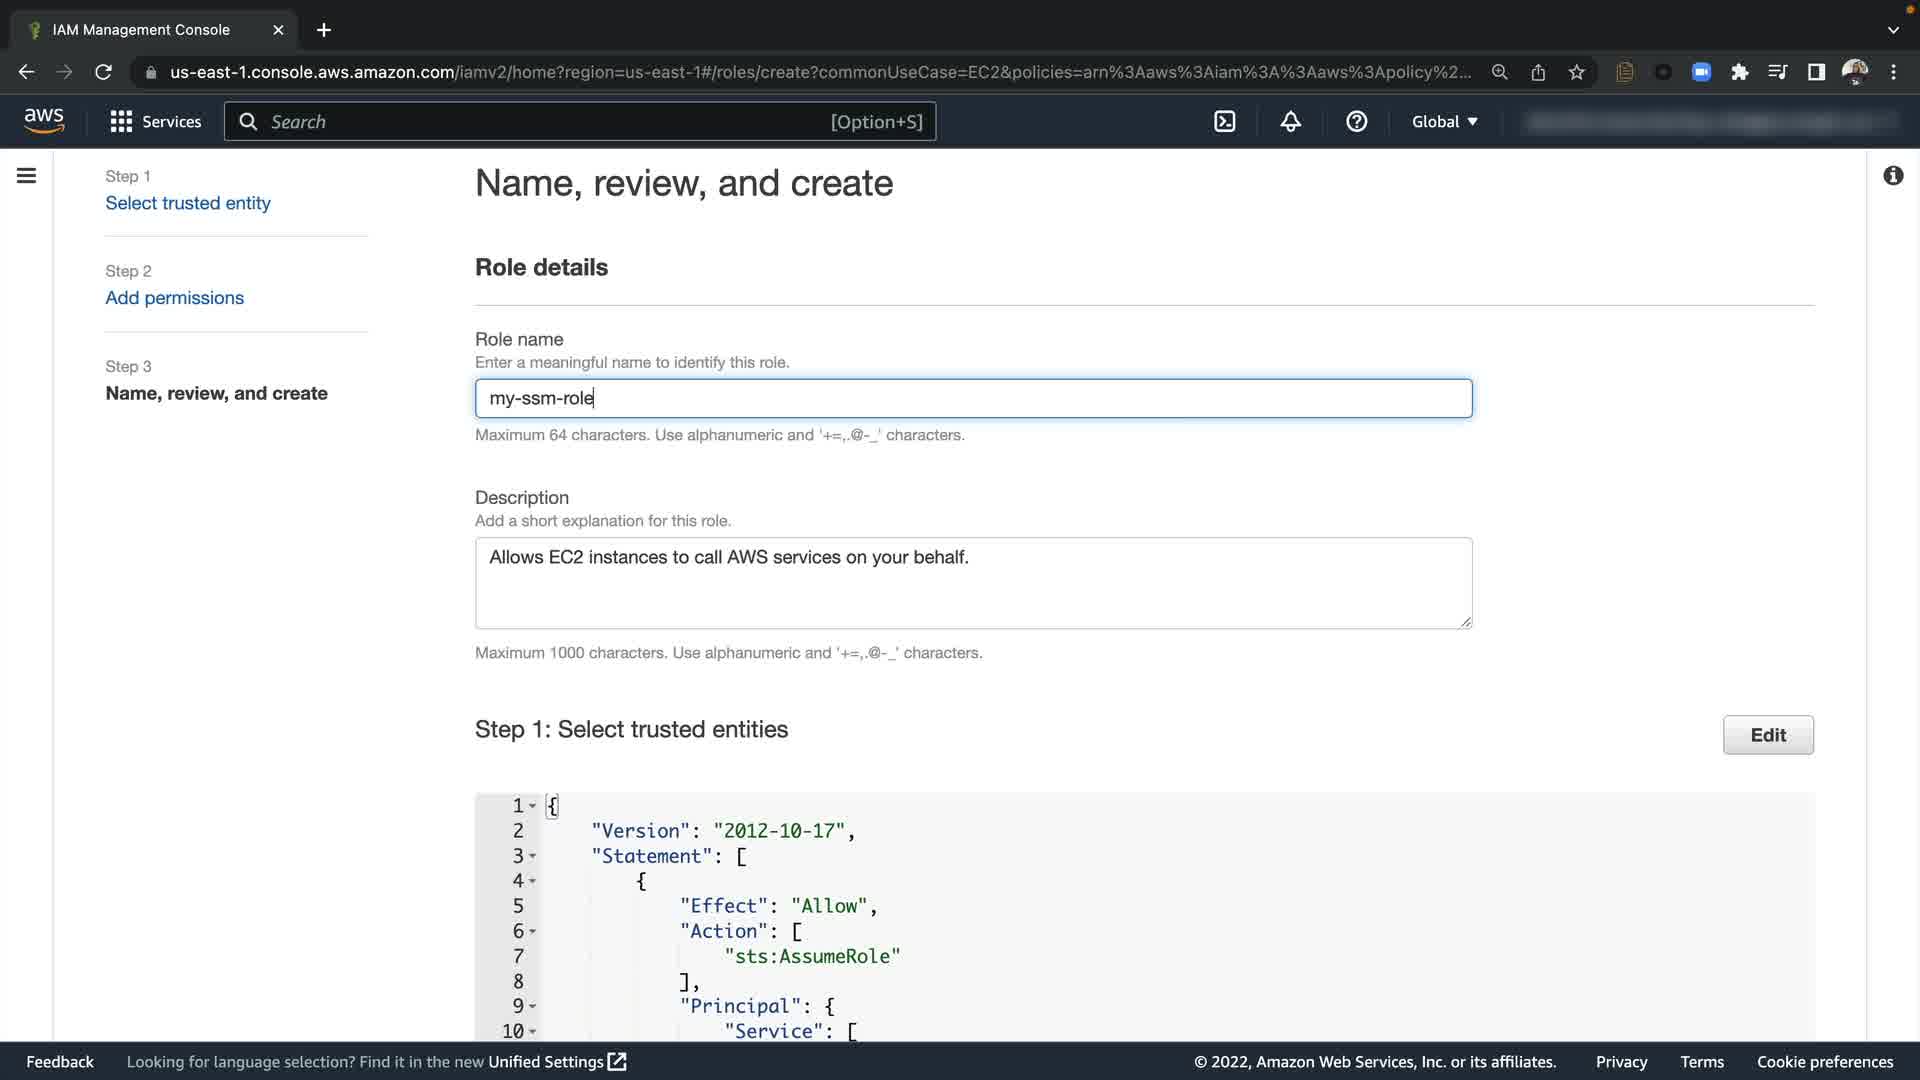 IAM Management Console
us-east-1.console.aws.amazon.com/iamv2/home?region=us-east-1#/roles/create?commonUseCase=EC2&policies=arn%3Aaws%3Aiam%3A%3Aaws%3Apolicy%2...
aws
Services
Search
[Option+S]
Global
Step 1
Select trusted entity
Step 2
Add permissions
Step 3
Name, review, and create
Name, review, and create
Role details
Role name
Enter a meaningful name to identify this role.
my-ssm-role
Maximum 64 characters. Use alphanumeric and '+=,.@-_' characters.
Description
Add a short explanation for this role.
Allows EC2 instances to call AWS services on your behalf.
Maximum 1000 characters. Use alphanumeric and '+=,.@-_' characters.
Step 1: Select trusted entities
Edit
1 {
2 "Version": "2012-10-17",
3 "Statement": [
4 {
5 "Effect": "Allow",
6 "Action": [
7 "sts:AssumeRole"
8 ],
9 "Principal": {
10 "Service": [
Feedback
Looking for language selection? Find it in the new Unified Settings
© 2022, Amazon Web Services, Inc. or its affiliates.
Privacy
Terms
Cookie preferences